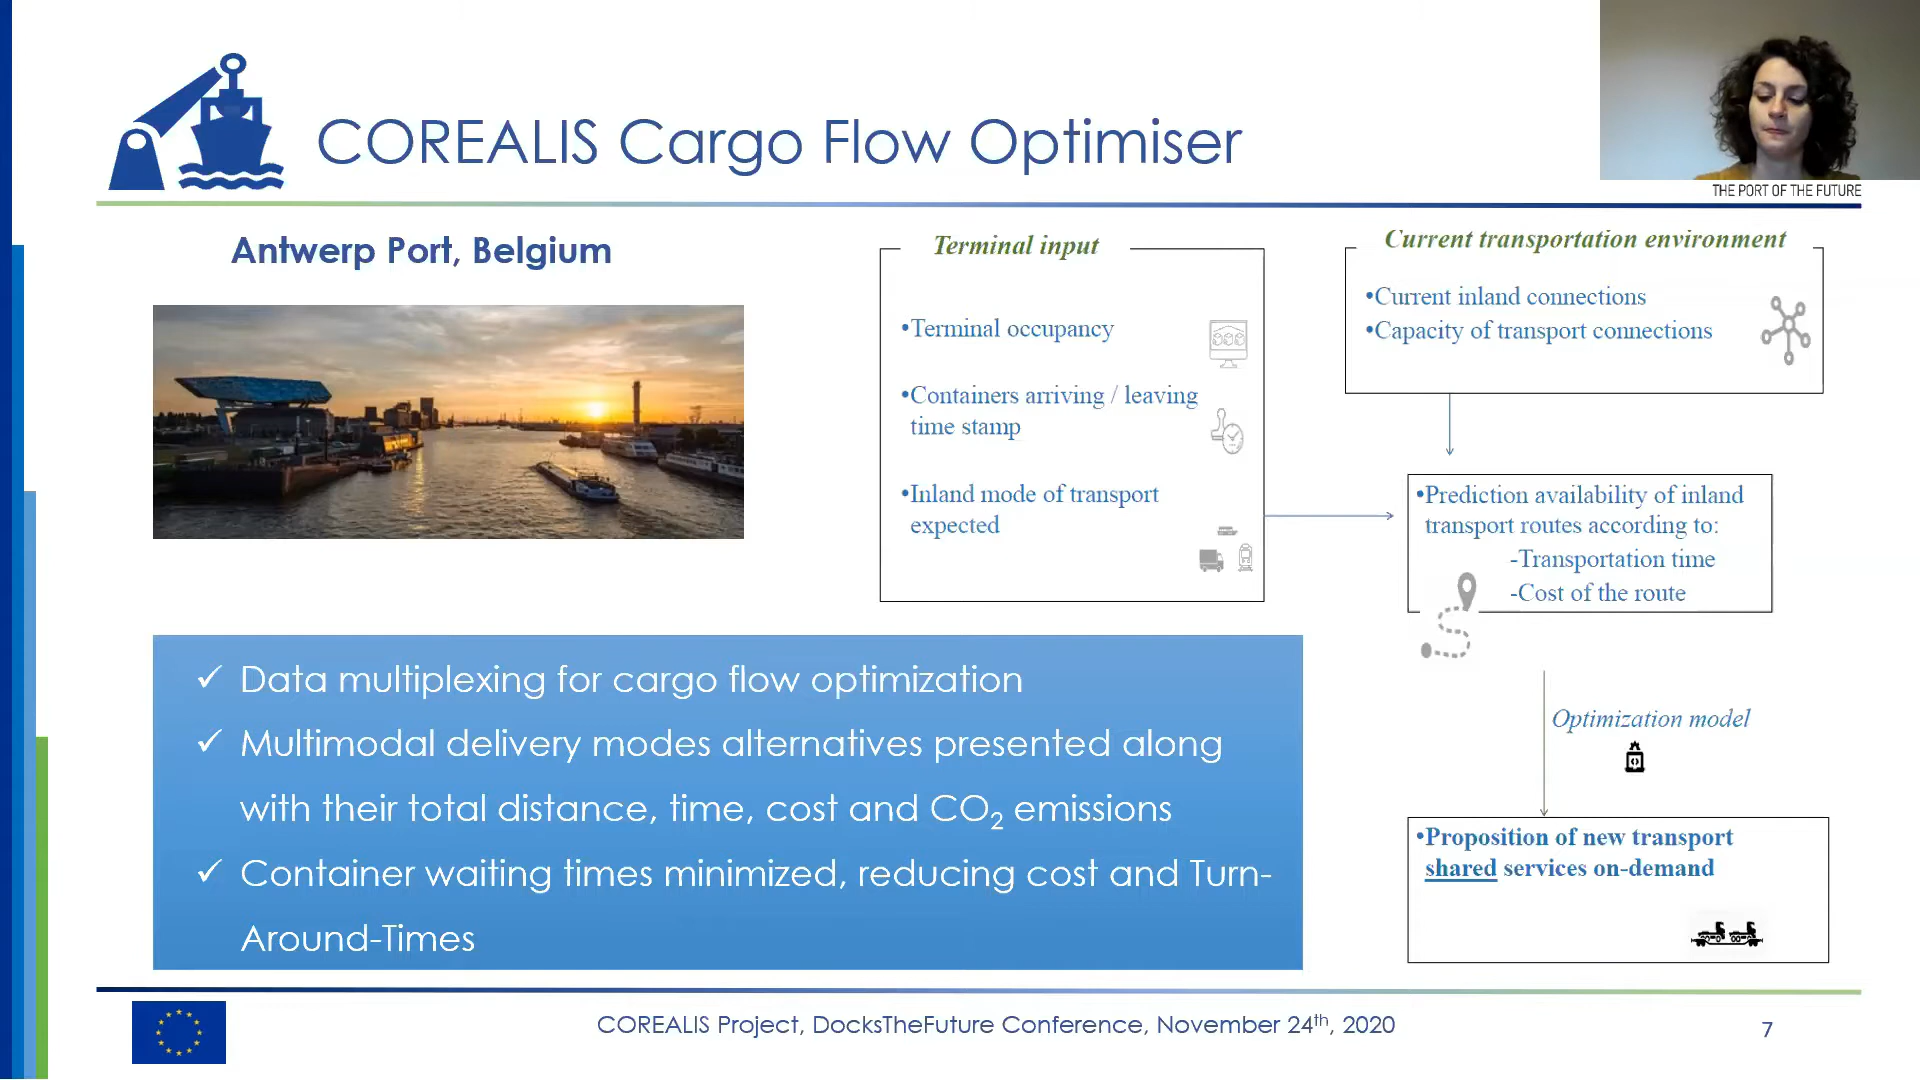 COREALIS Cargo Flow Optimiser
THE PORT OF THE FUTURE
Antwerp Port, Belgium
Terminal input
•Terminal occupancy
•Containers arriving / leaving
time stamp
•Inland mode of transport
expected
Current transportation environment
•Current inland connections
•Capacity of transport connections
•Prediction availability of inland
transport routes according to:
-Transportation time
-Cost of the route
Optimization model
•Proposition of new transport
shared services on-demand
✓ Data multiplexing for cargo flow optimization
✓ Multimodal delivery modes alternatives presented along
with their total distance, time, cost and CO₂ emissions
✓ Container waiting times minimized, reducing cost and Turn-
Around-Times
COREALIS Project, DocksTheFuture Conference, November 24th, 2020
7